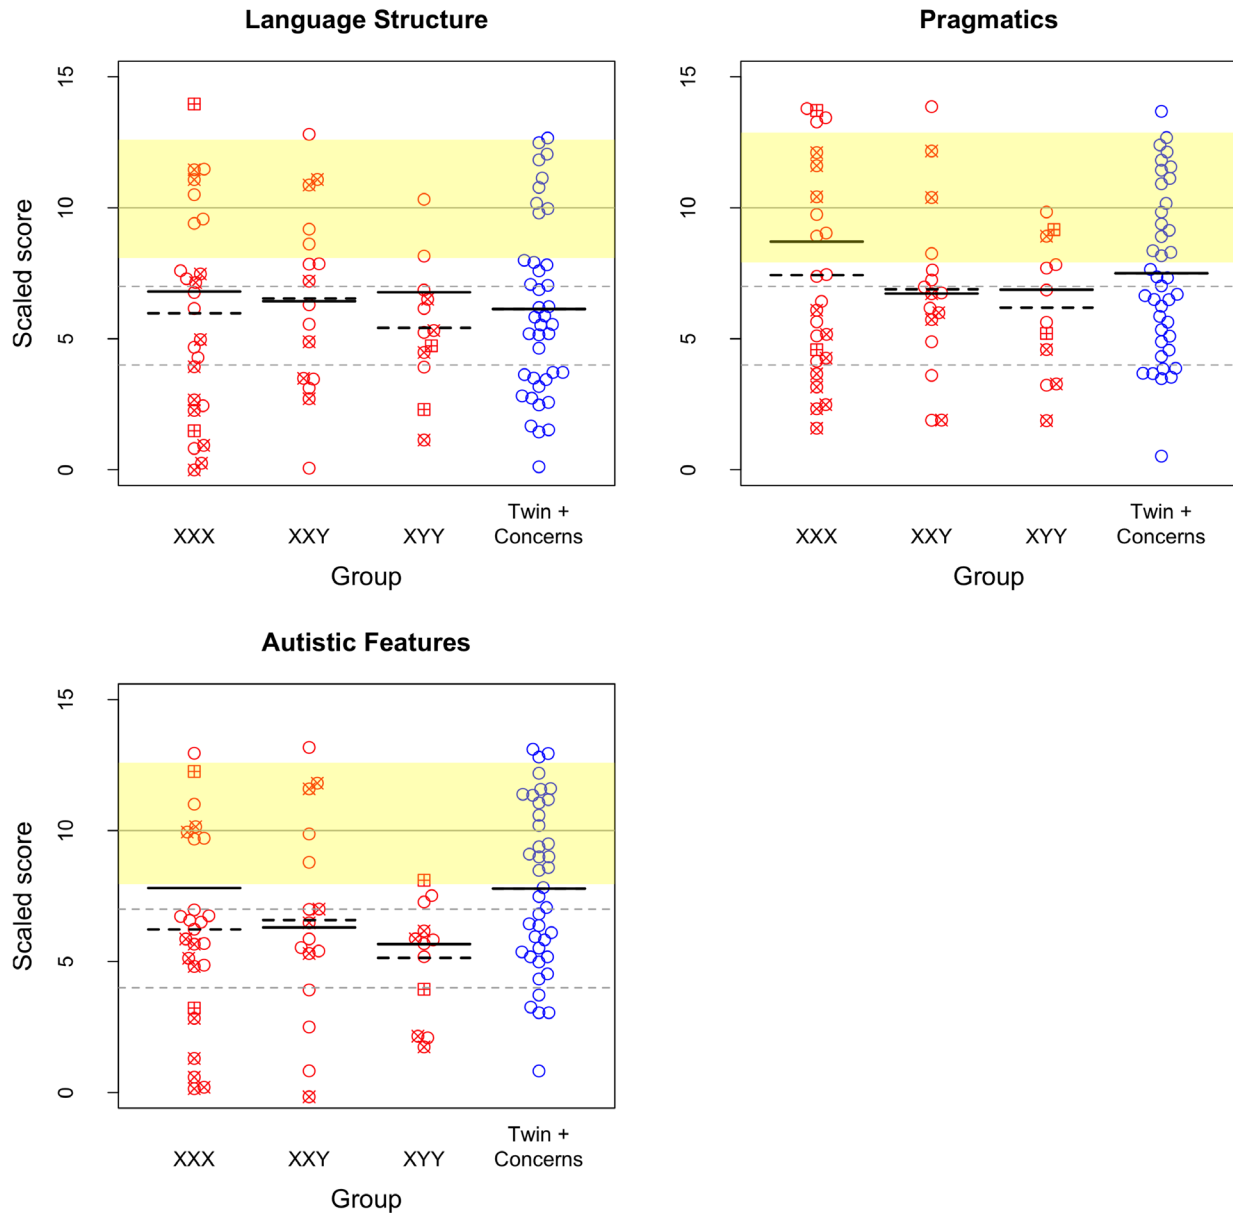 Language Structure
15
10
5
0
Scaled score
XXX
XXY
XYY
Twin +
Concerns
Group
Pragmatics
15
10
5
0
XXX
XXY
XYY
Twin +
Concerns
Group
Autistic Features
15
10
5
0
Scaled score
XXX
XXY
XYY
Twin +
Concerns
Group